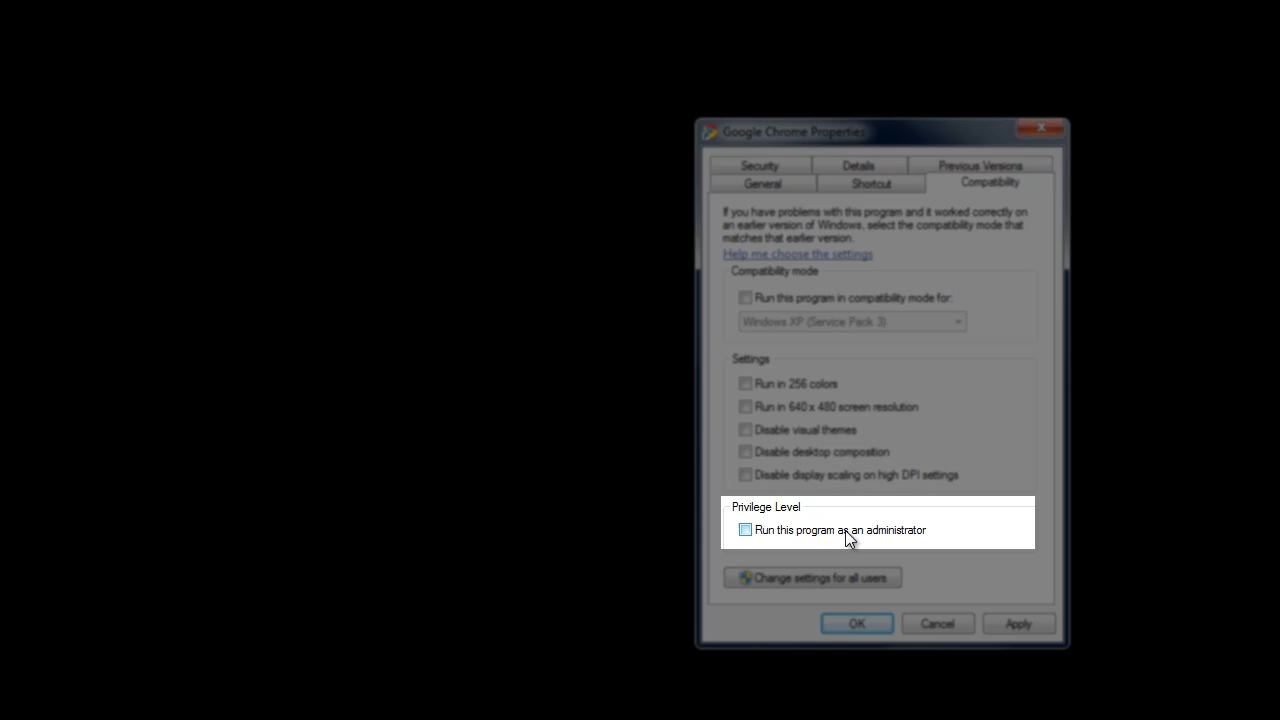 Google Chrome Properties
X
Security Details Previous Versions
General Shortcut Compatibility
If you have problems with this program and it worked correctly on
an earlier version of Windows, select the compatibility mode that
matches that earlier version.
Help me choose the settings
Compatibility mode
Run this program in compatibility mode for:
Windows XP (Service Pack 3)
Settings
Run in 256 colors
Run in 640 x 480 screen resolution
Disable visual themes
Disable desktop composition
Disable display scaling on high DPI settings
Privilege Level
Run this program as an administrator
Change settings for all users
OK Cancel Apply